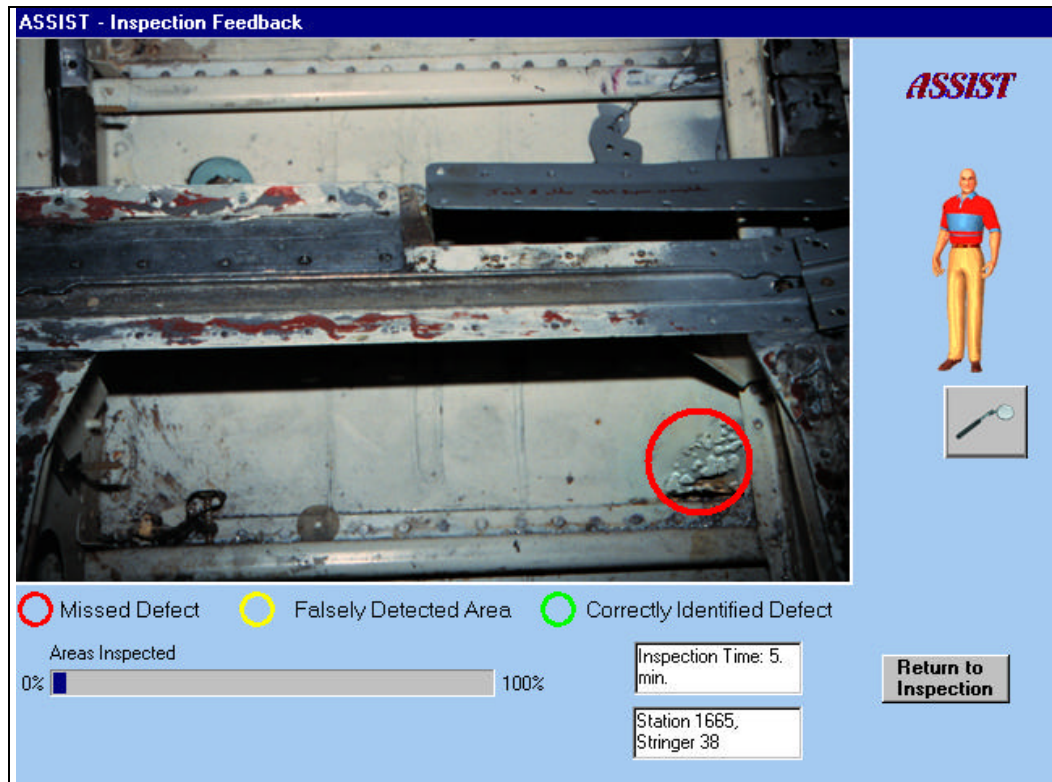 ASSIST - Inspection Feedback
ASSIST
Missed Defect
Falsely Detected Area
Correctly Identified Defect
Areas Inspected
0%
100%
Inspection Time: 5.
min.
Station 1665,
Stringer 38
Return to
Inspection